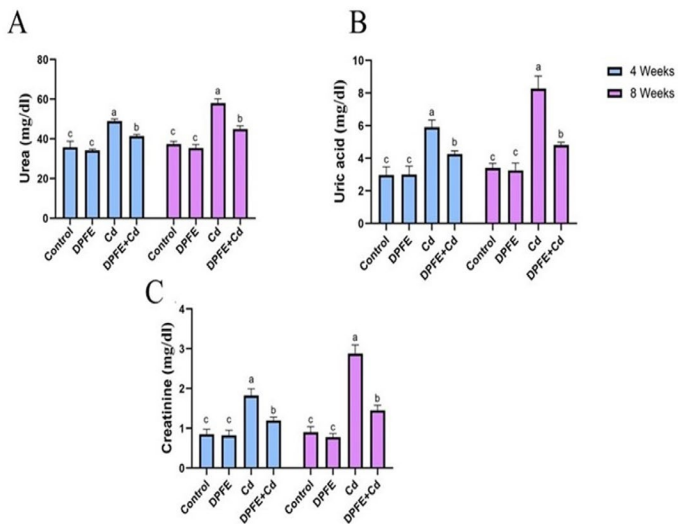 A
Urea (mg/dl)
80
60
40
20
0
c c a b c c a b
Control DPFE Cd DPFE+Cd Control DPFE Cd DPFE+Cd
B
Uric acid (mg/dl)
10
8
6
4
2
0
c c a b c c a b
Control DPFE Cd DPFE+Cd Control DPFE Cd DPFE+Cd
4 Weeks
8 Weeks
C
Creatinine (mg/dl)
4
3
2
1
0
c c a b c c a b
Control DPFE Cd DPFE+Cd Control DPFE Cd DPFE+Cd